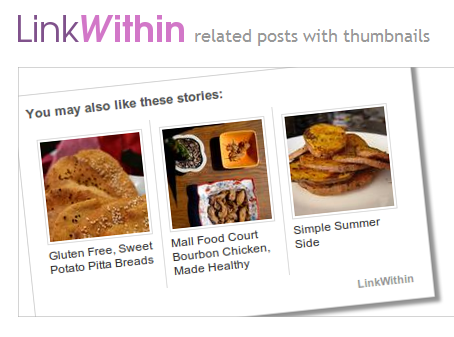 LinkWithin related posts with thumbnails
You may also like these stories:
Gluten Free, Sweet
Potato Pitta Breads
Mall Food Court
Bourbon Chicken,
Made Healthy
Simple Summer
Side
LinkWithin